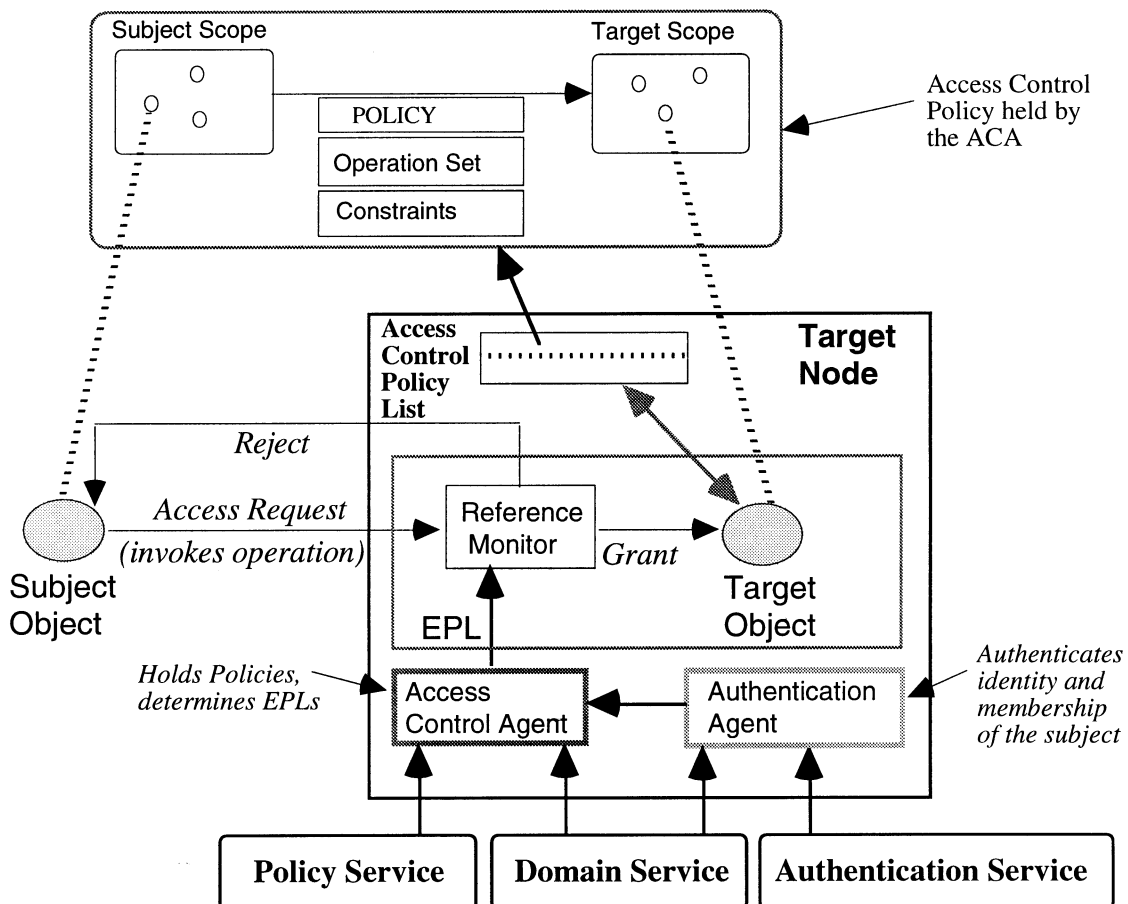 Subject Scope
Target Scope
POLICY
Operation Set
Constraints
Access Control
Policy held by
the ACA
Access
Control
Policy
List
Target
Node
Reject
Access Request
(invokes operation)
Reference
Monitor
Grant
Subject
Object
Target
Object
EPL
Holds Policies,
determines EPLs
Access
Control Agent
Authentication
Agent
Authenticates
identity and
membership
of the subject
Policy Service
Domain Service
Authentication Service